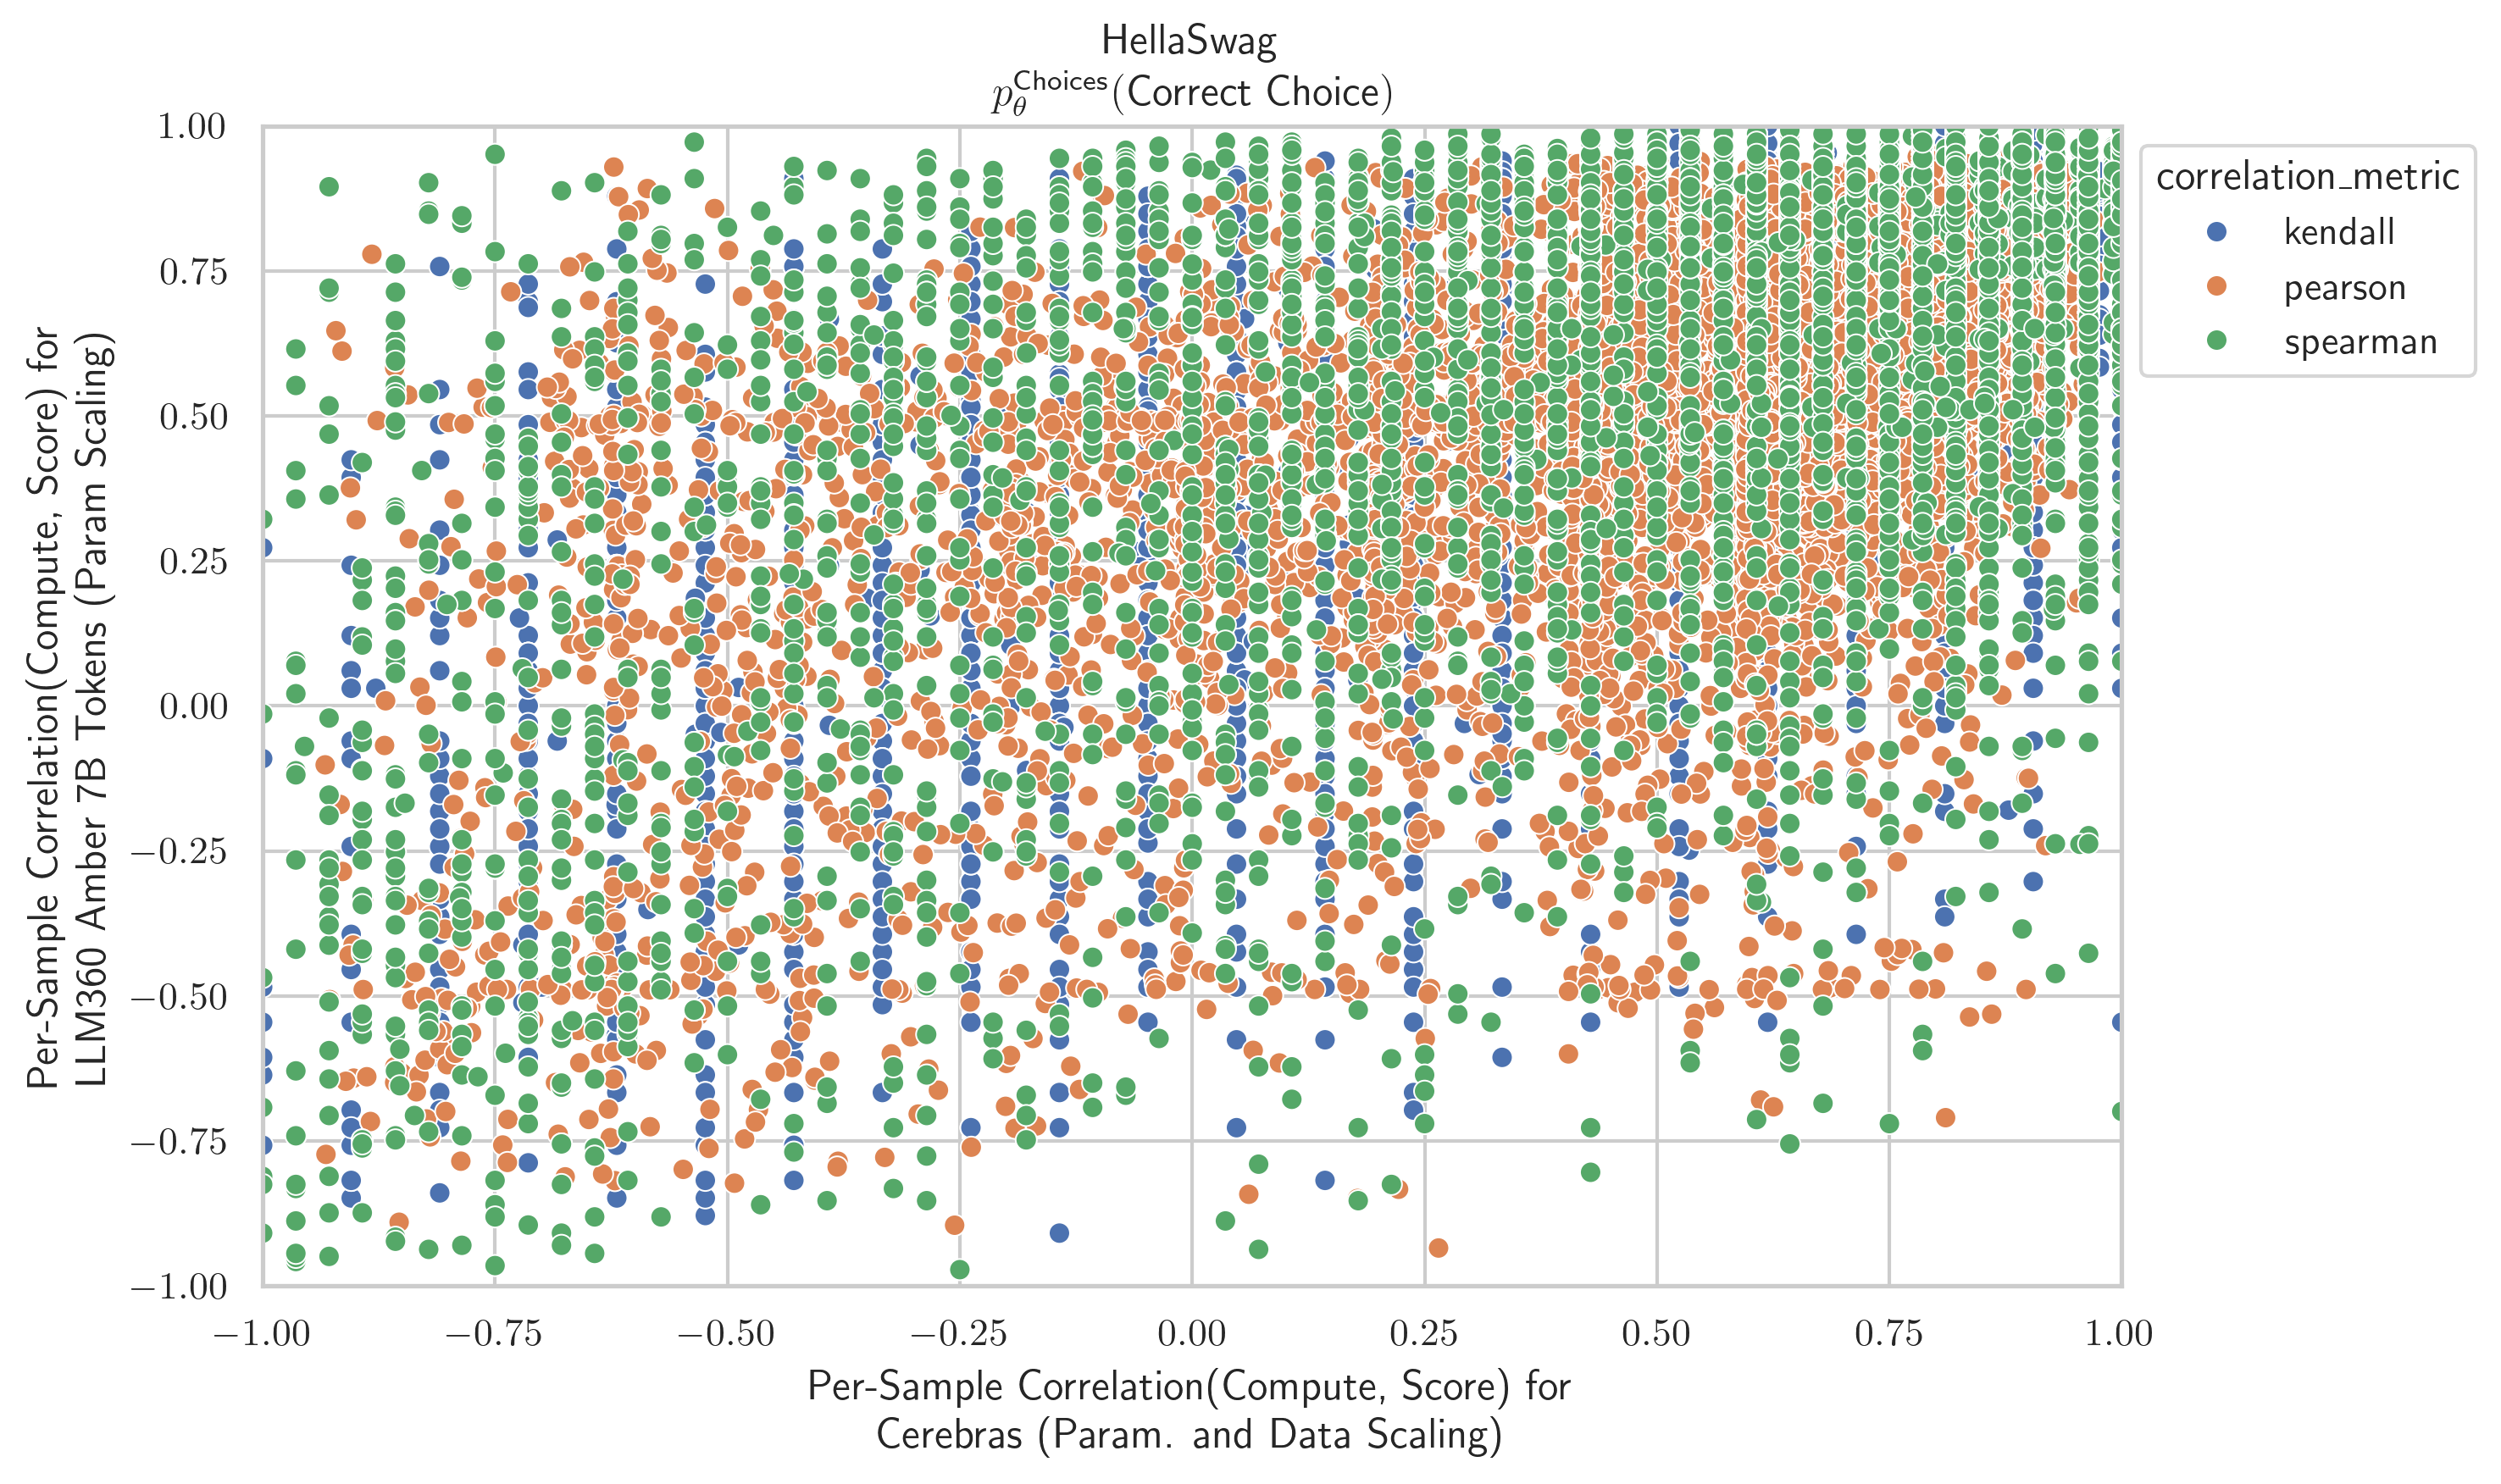 HellaSwag
p_θ^Choices(Correct Choice)
1.00
0.75
0.50
0.25
0.00
−0.25
−0.50
−0.75
−1.00
Per-Sample Correlation(Compute, Score) for
LLM360 Amber 7B Tokens (Param Scaling)
correlation_metric
kendall
pearson
spearman
−1.00 −0.75 −0.50 −0.25 0.00 0.25 0.50 0.75 1.00
Per-Sample Correlation(Compute, Score) for
Cerebras (Param. and Data Scaling)